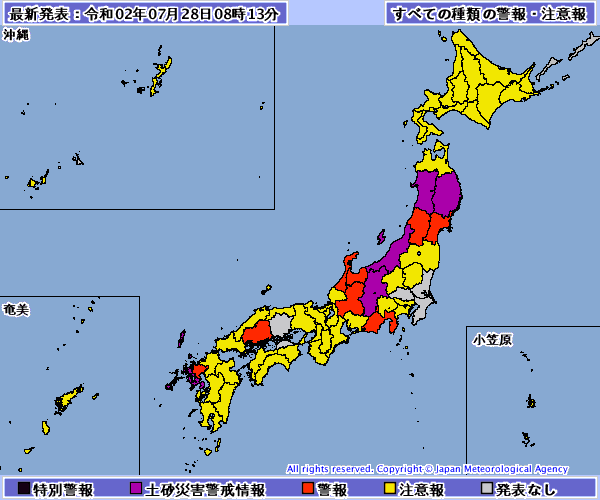 最新発表：令和02年07月28日08時13分
すべての種類の警報・注意報
沖縄
奄美
小笠原
All rights reserved. Copyright © Japan Meteorological Agency
特別警報 土砂災害警戒情報 警報 注意報 発表なし